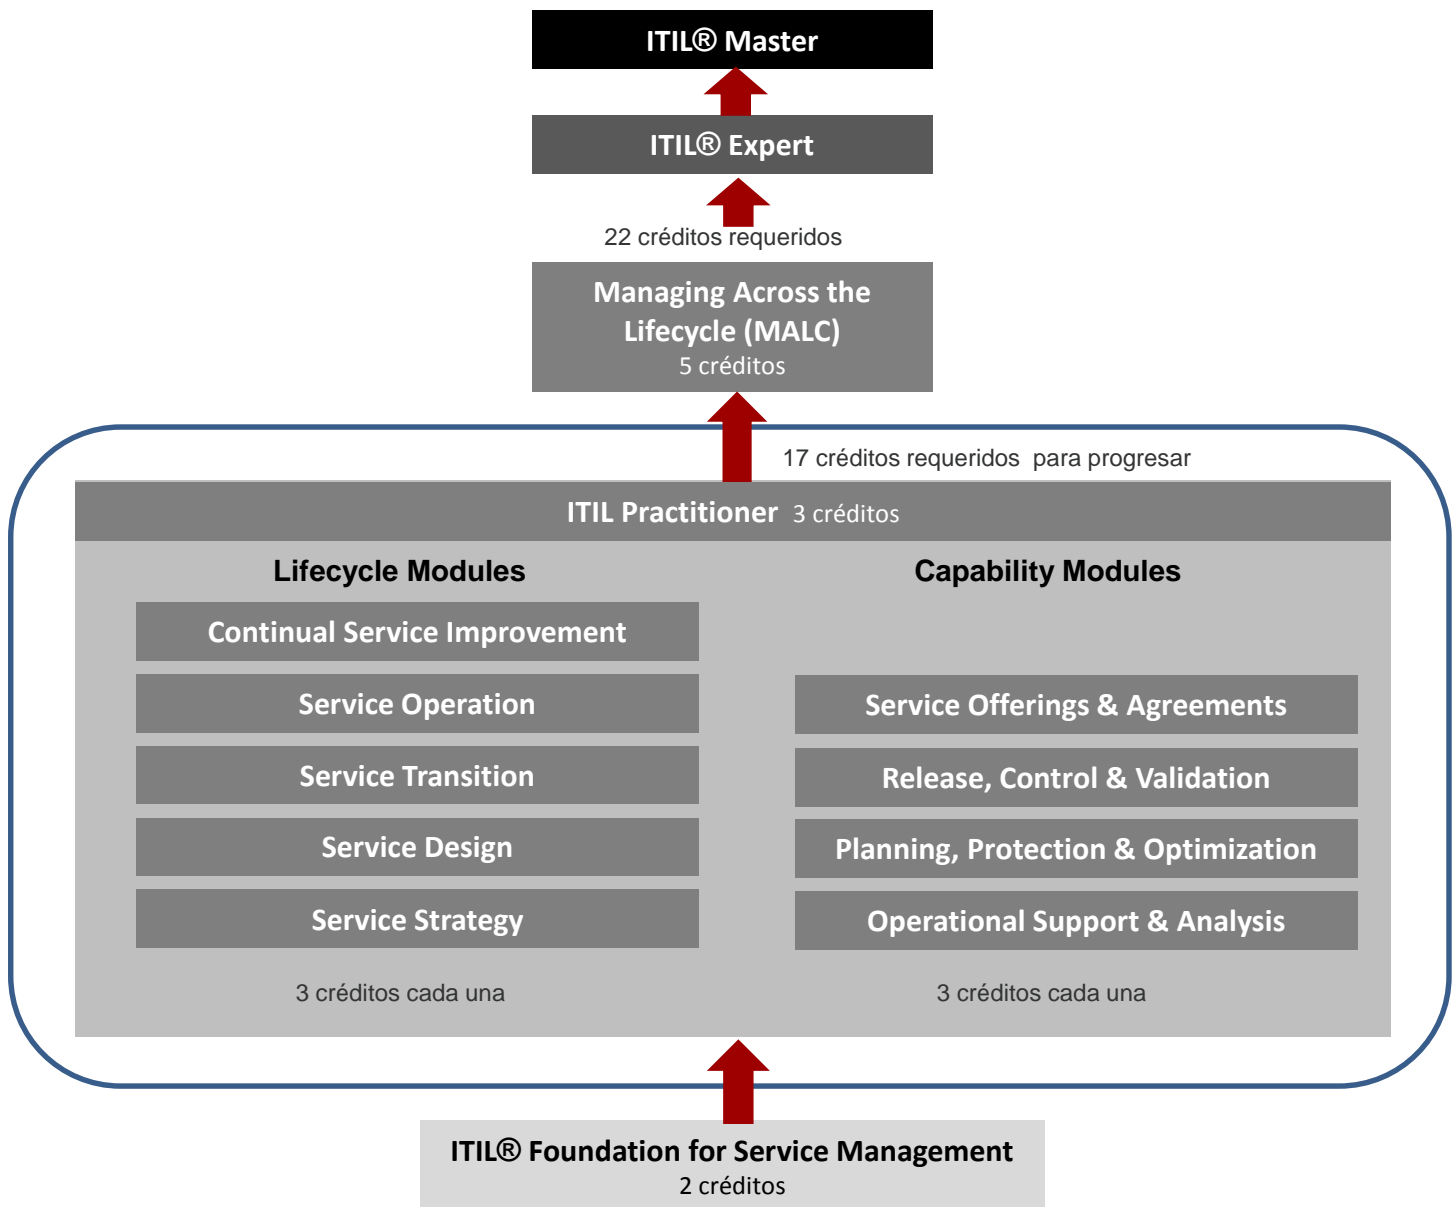 ITIL® Master
ITIL® Expert
22 créditos requeridos
Managing Across the
Lifecycle (MALC)
5 créditos
17 créditos requeridos para progresar
ITIL Practitioner 3 créditos
Lifecycle Modules
Continual Service Improvement
Service Operation
Service Transition
Service Design
Service Strategy
3 créditos cada una
Capability Modules
Service Offerings & Agreements
Release, Control & Validation
Planning, Protection & Optimization
Operational Support & Analysis
3 créditos cada una
ITIL® Foundation for Service Management
2 créditos